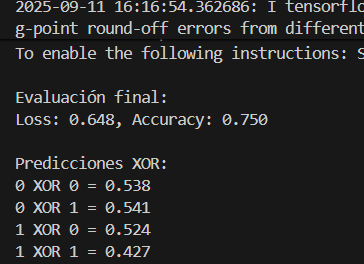 2025-09-11 16:16:54.362686: I tensorflo
g-point round-off errors from different
To enable the following instructions: S
Evaluación final:
Loss: 0.648, Accuracy: 0.750
Predicciones XOR:
0 XOR 0 = 0.538
0 XOR 1 = 0.541
1 XOR 0 = 0.524
1 XOR 1 = 0.427